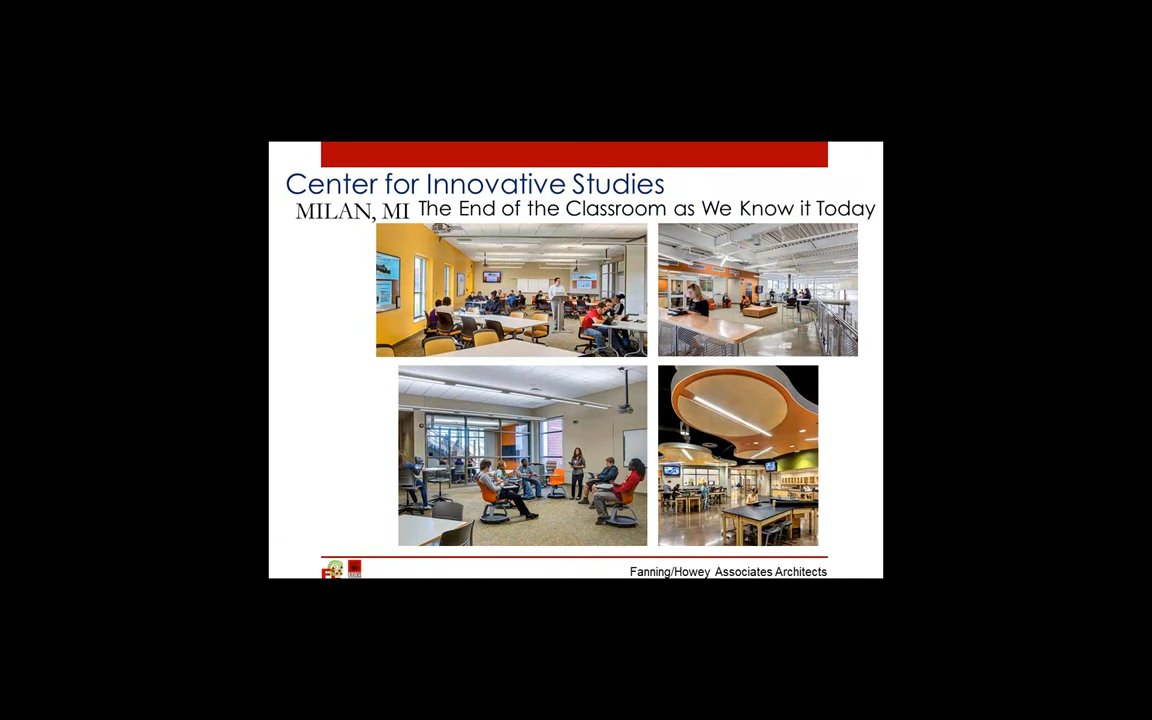 Center for Innovative Studies
MILAN, MI The End of the Classroom as We Know it Today
Fanning/Howey Associates Architects